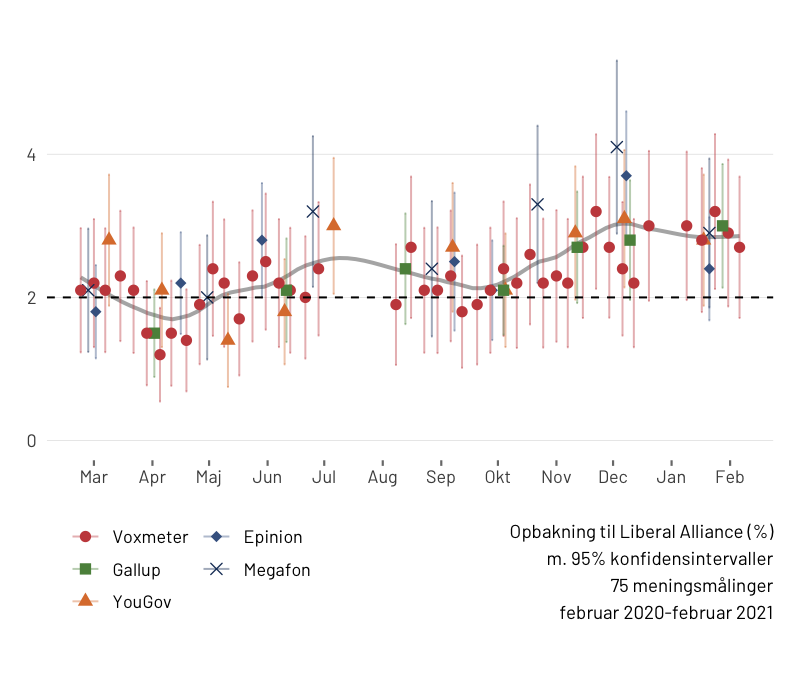 4
2
0
Mar Apr Maj Jun Jul Aug Sep Okt Nov Dec Jan Feb
Voxmeter Epinion
Gallup Megafon
YouGov
Opbakning til Liberal Alliance (%)
m. 95% konfidensintervaller
75 meningsmålinger
februar 2020-februar 2021